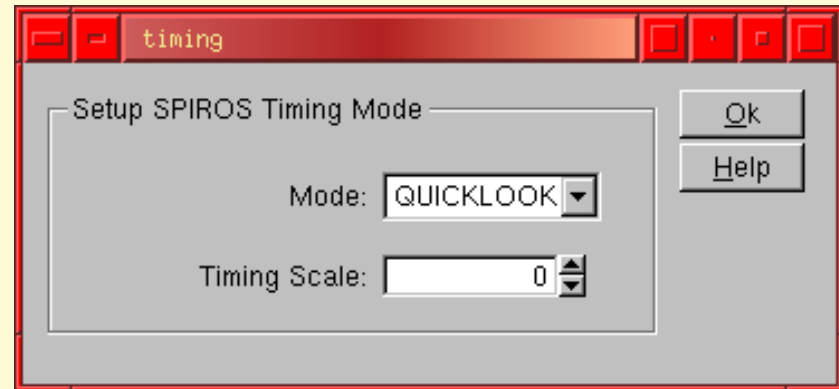 timing
Setup SPIROS Timing Mode
Ok
Help
Mode: QUICKLOOK
Timing Scale: 0